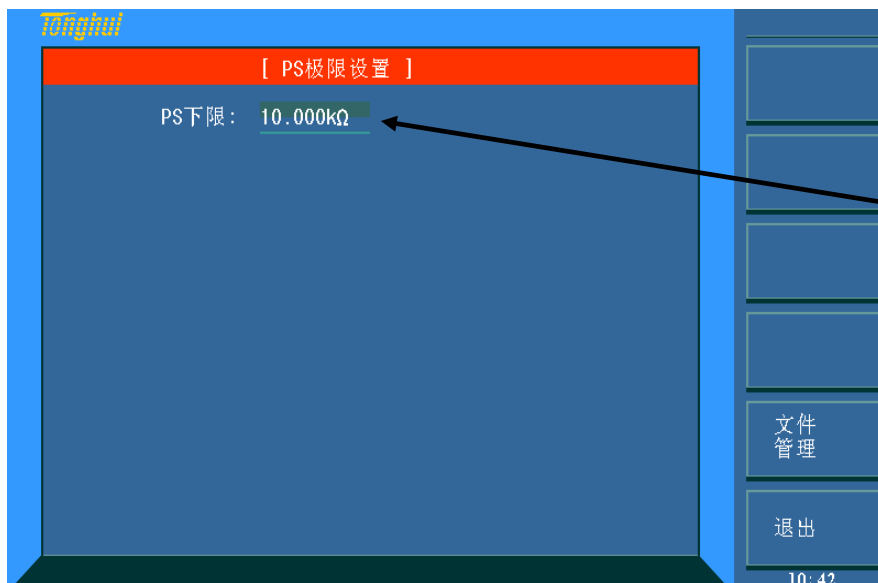 Tonghui
[ PS极限设置 ]
PS下限: 10.000kΩ
文件
管理
退出
10:42